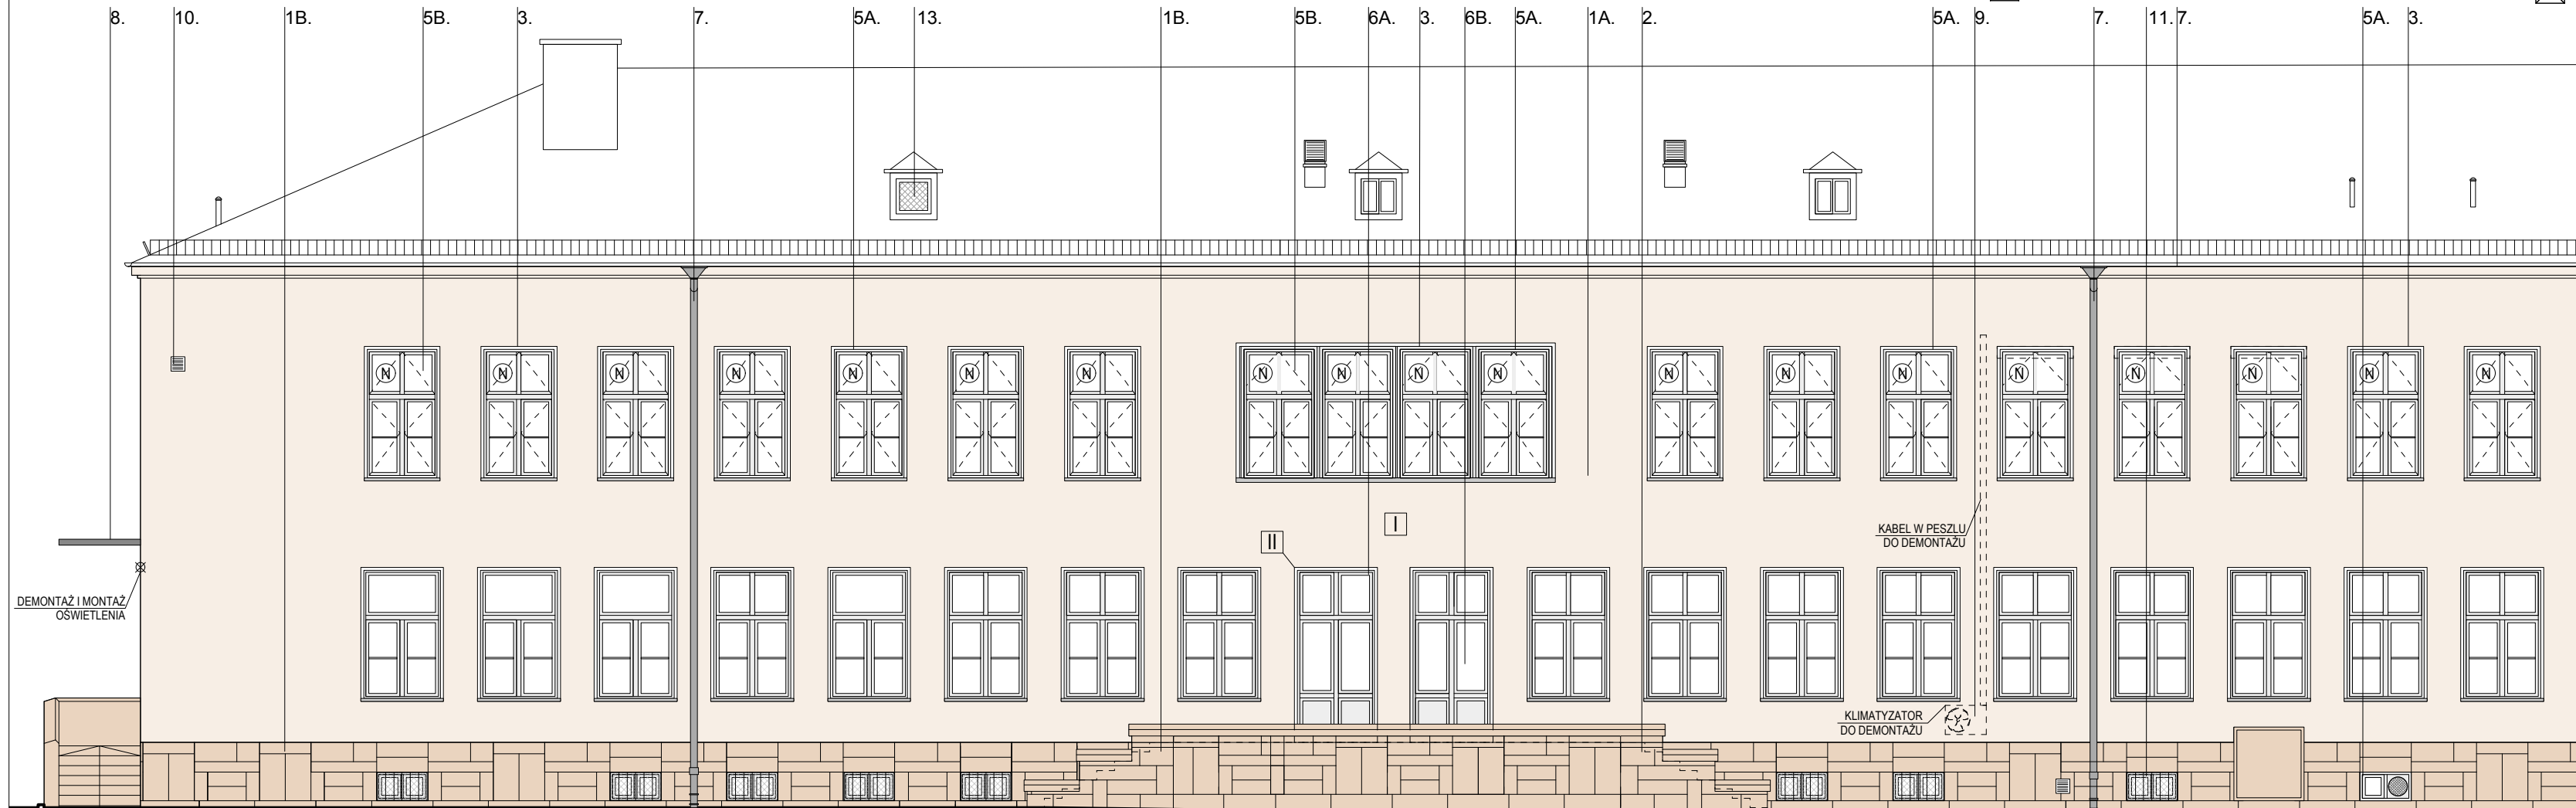 8. 10. 1B. 5B. 3. 7. 5A. 13. 1B. 5B. 6A. 3. 6B. 5A. 1A. 2. 5A. 9. 7. 11. 7. 5A. 3.
N N N N N N N N N N N N N N N N N N N
I
KABEL W PESZLU
DO DEMONTAŻU
II
DEMONTAŻ I MONTAŻ
OŚWIETLENIA
KLIMATYZATOR
DO DEMONTAŻU